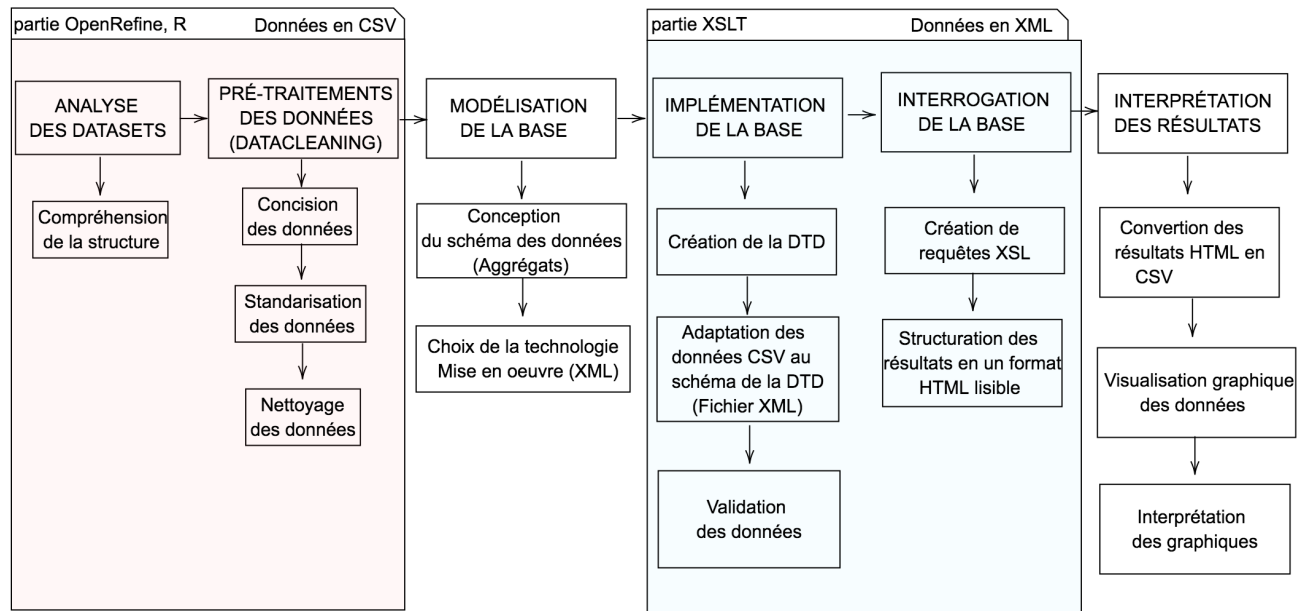 partie OpenRefine, R
Données en CSV
ANALYSE
DES DATASETS
Compréhension
de la structure
PRÉ-TRAITEMENTS
DES DONNÉES
(DATACLEANING)
Concision
des données
Standarisation
des données
Nettoyage
des données
MODÉLISATION
DE LA BASE
Conception
du schéma des données
(Aggrégats)
Choix de la technologie
Mise en oeuvre (XML)
partie XSLT
Données en XML
IMPLÉMENTATION
DE LA BASE
Création de la DTD
Adaptation des
données CSV au
schéma de la DTD
(Fichier XML)
Validation
des données
INTERROGATION
DE LA BASE
Création de
requêtes XSL
Structuration des
résultats en un format
HTML lisible
INTERPRÉTATION
DES RÉSULTATS
Convertion des
résultats HTML en
CSV
Visualisation graphique
des données
Interprétation
des graphiques